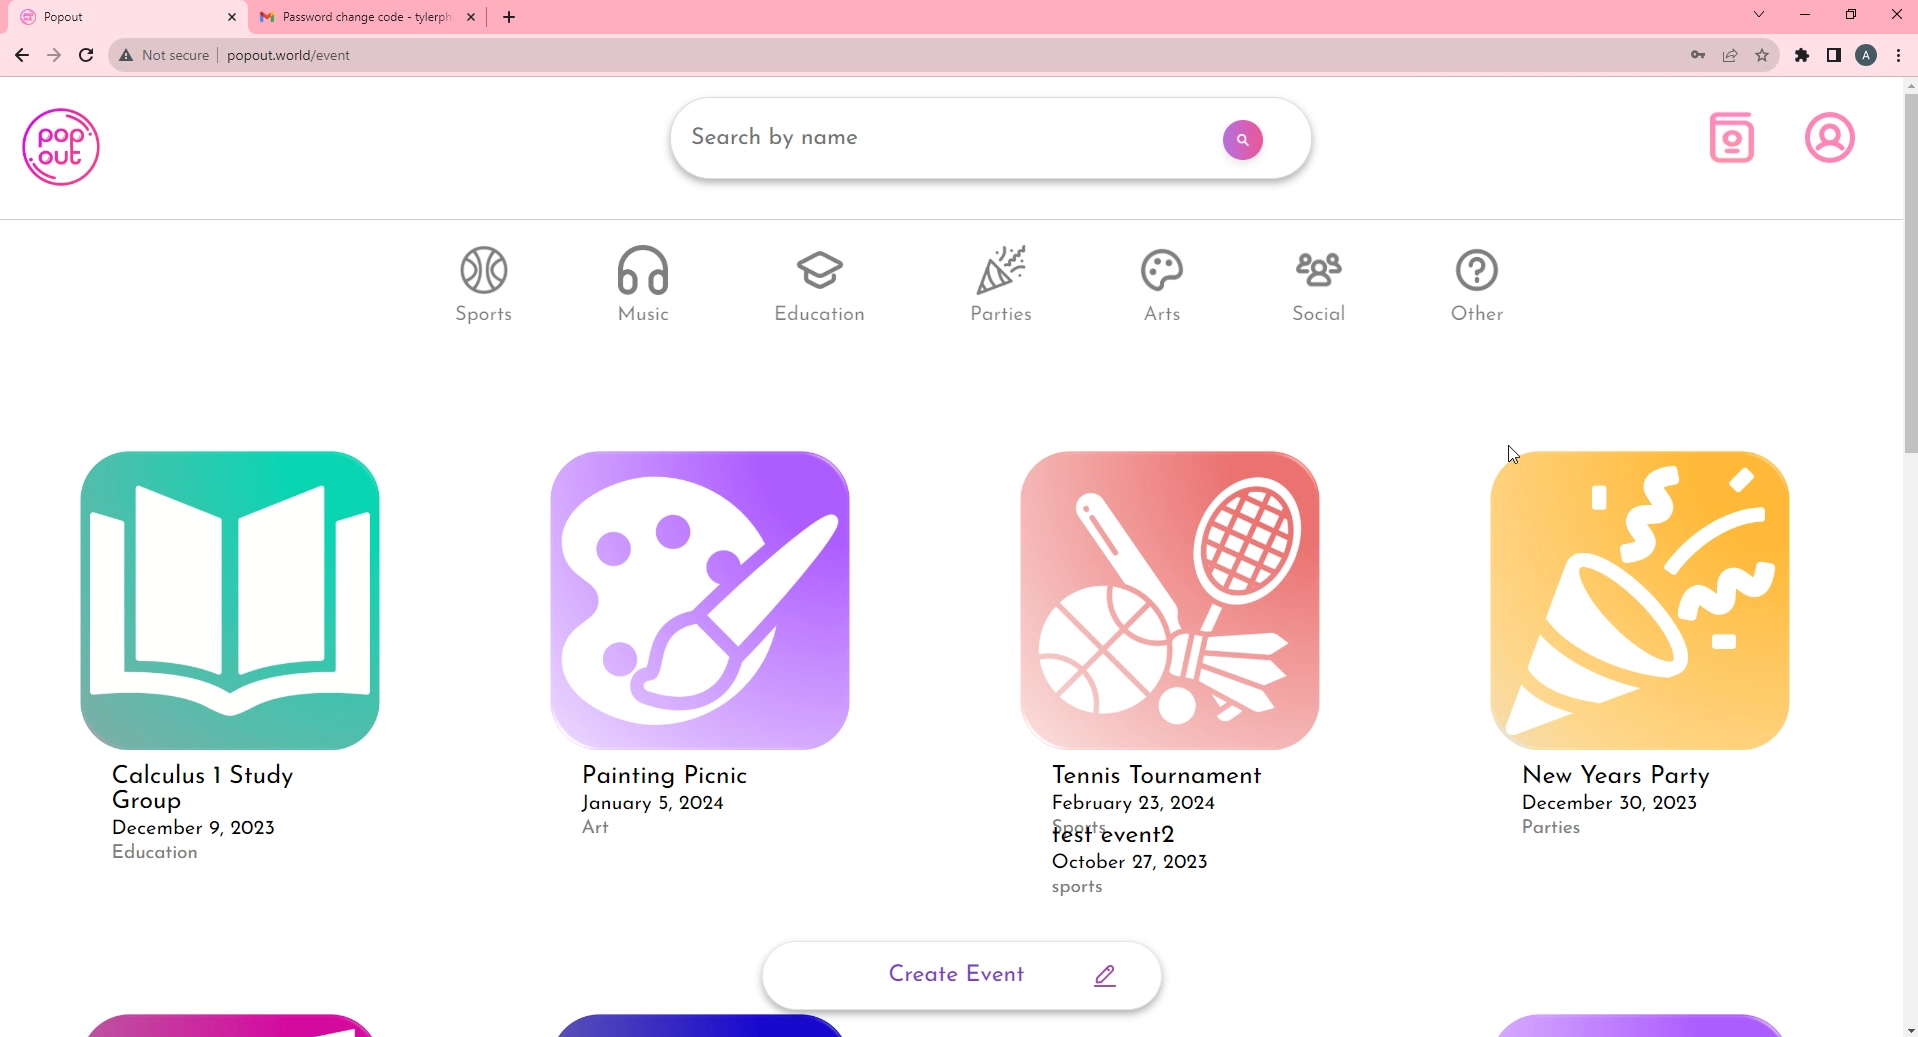 Popout
Password change code - tylerph
Not secure
popout.world/event
A
pop
out
Search by name
Sports
Music
Education
Parties
Arts
Social
Other
Calculus 1 Study
Group
December 9, 2023
Education
Painting Picnic
January 5, 2024
Art
Tennis Tournament
February 23, 2024
Sports
test event2
October 27, 2023
sports
New Years Party
December 30, 2023
Parties
Create Event